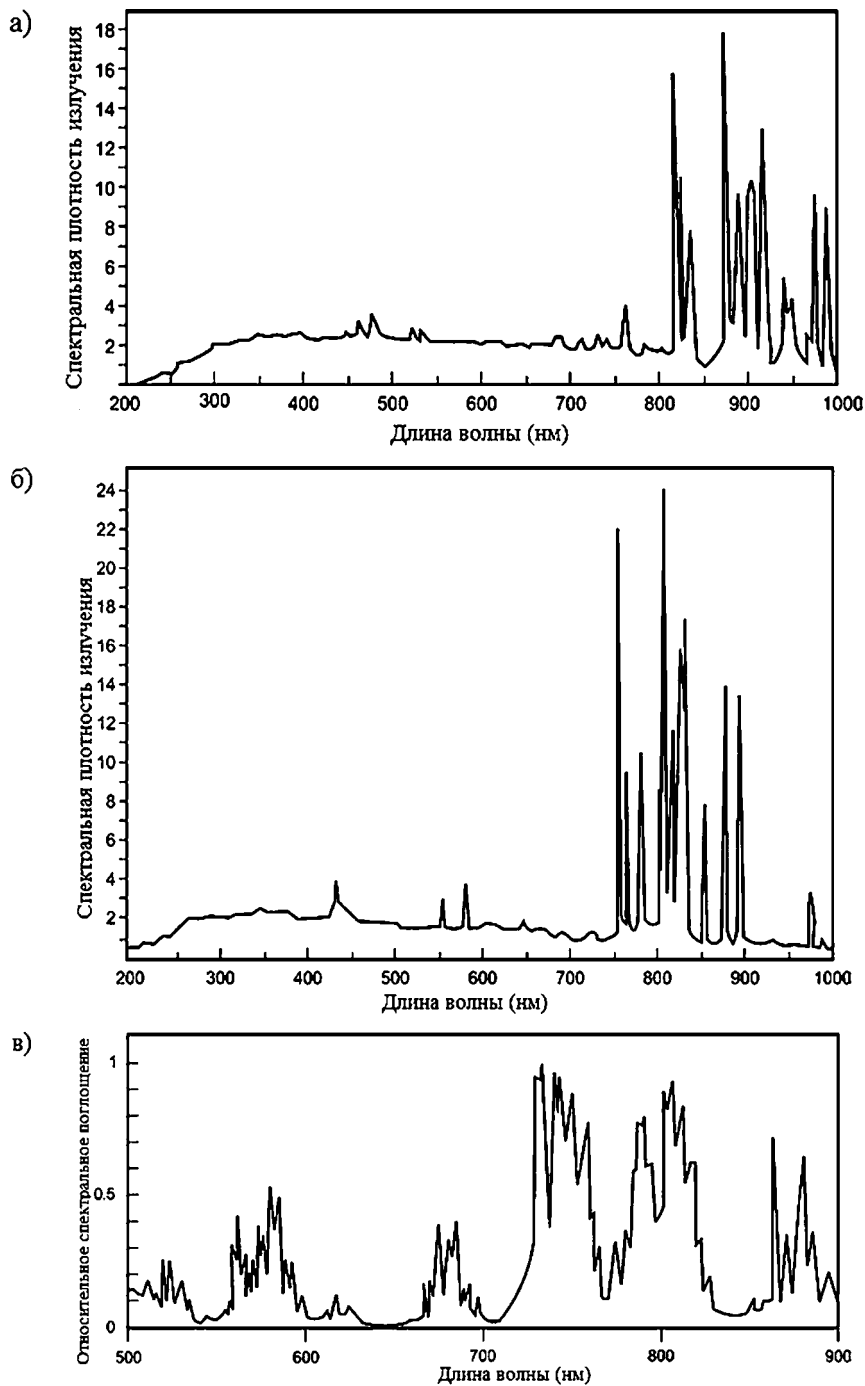 а)
Спектральная плотность излучения
18
16
14
12
10
8
6
4
2
200 300 400 500 600 700 800 900 1000
Длина волны (нм)
б)
Спектральная плотность излучения
24
22
20
18
16
14
12
10
8
6
4
2
200 300 400 500 600 700 800 900 1000
Длина волны (нм)
в)
Относительное спектральное поглощение
1
0.5
0
500 600 700 800 900
Длина волны (нм)